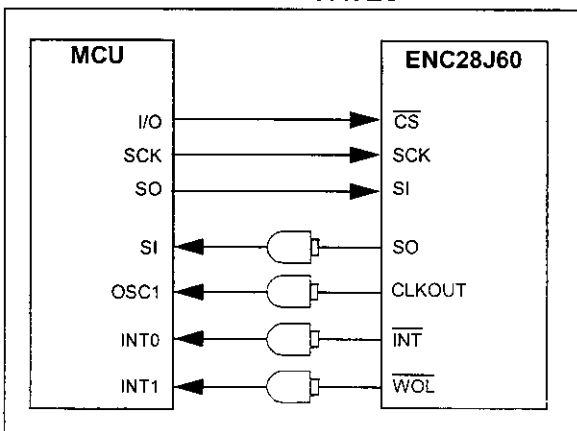 MCU
ENC28J60
I/O
CS
SCK
SCK
SO
SI
SI
SO
OSC1
CLKOUT
INT0
INT
INT1
WOL